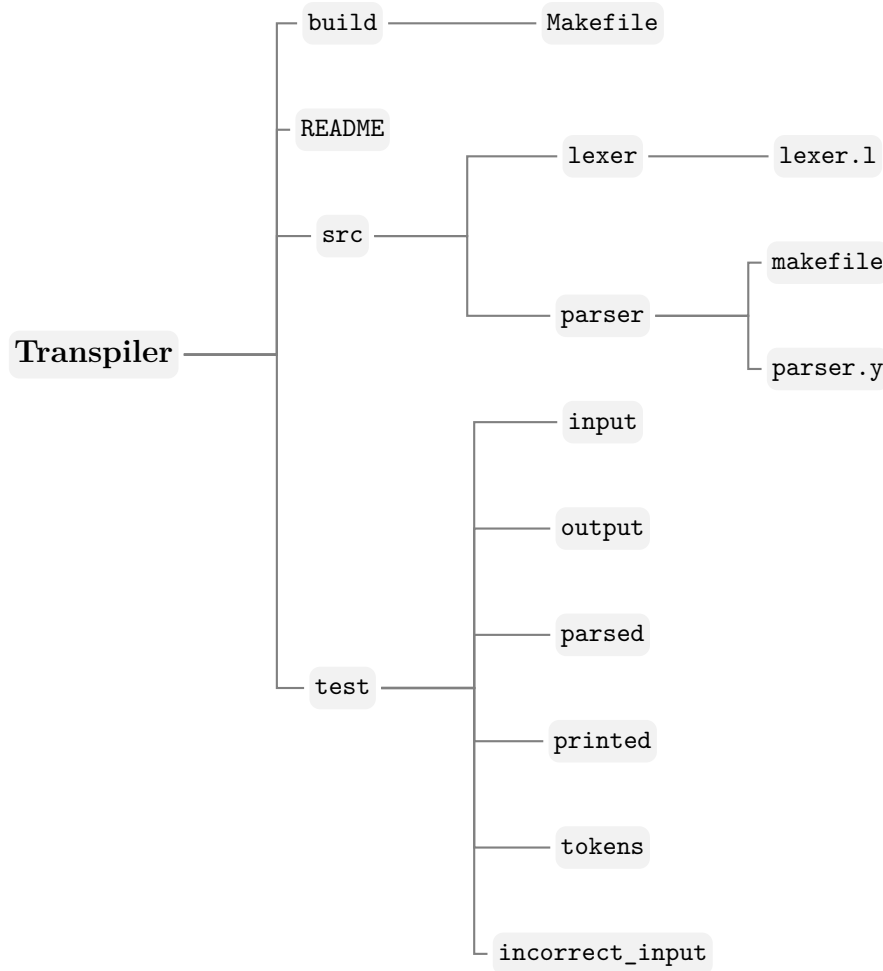 build
Makefile
README
lexer
lexer.l
src
makefile
parser
Transpiler
parser.y
input
output
parsed
test
printed
tokens
incorrect_input